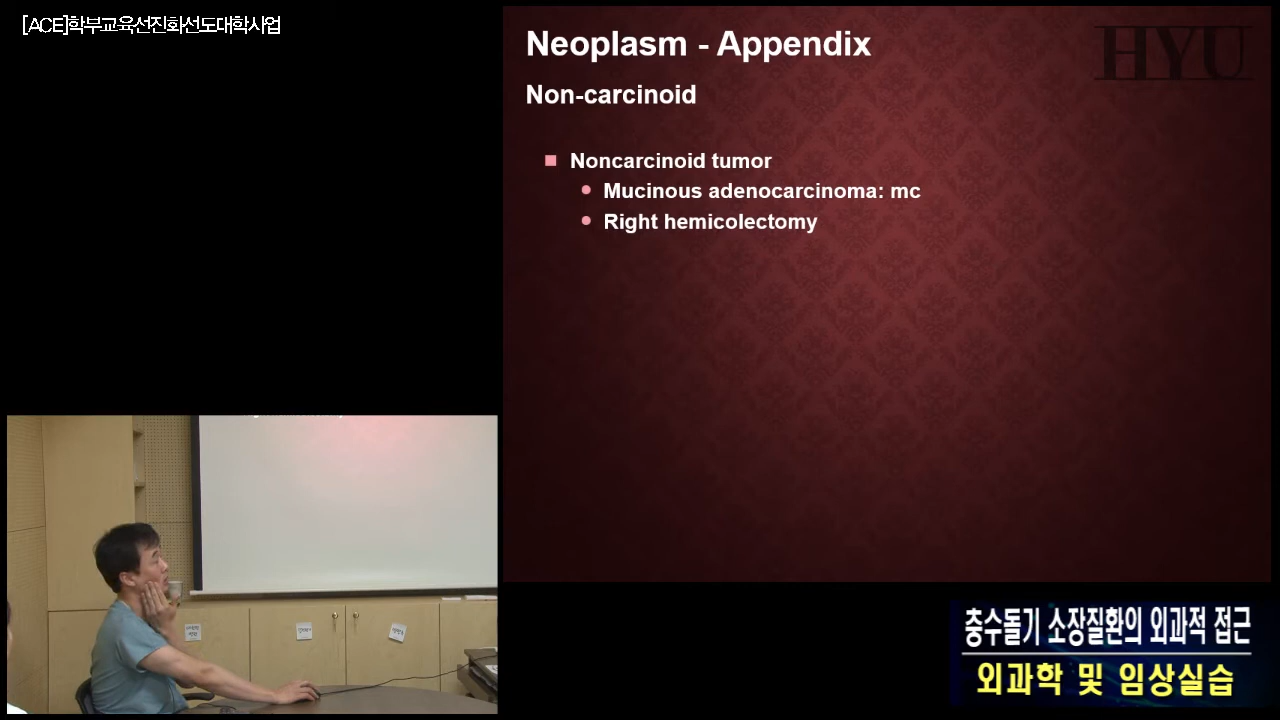 [ACE]학부교육선진화선도대학사업
HYU
Neoplasm - Appendix
Non-carcinoid
Noncarcinoid tumor
Mucinous adenocarcinoma: mc
Right hemicolectomy
충수돌기 소장질환의 외과적 접근
외과학 및 임상실습